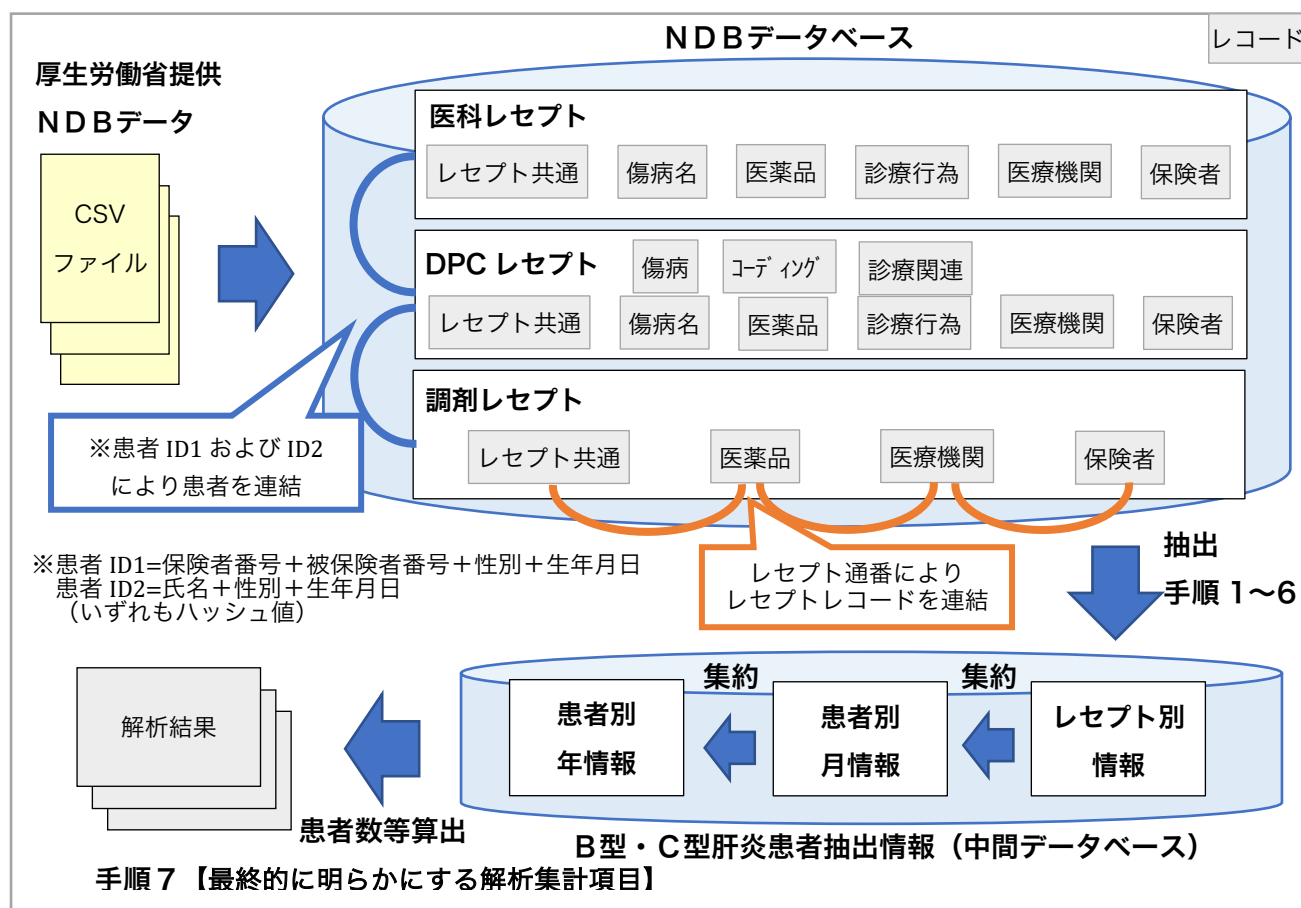 NDBデータベース
レコード
厚生労働省提供
NDBデータ
CSV
ファイル
医科レセプト
レセプト共通
傷病名
医薬品
診療行為
医療機関
保険者
DPC レセプト
傷病
コーディング
診療関連
レセプト共通
傷病名
医薬品
診療行為
医療機関
保険者
調剤レセプト
レセプト共通
医薬品
医療機関
保険者
※患者 ID1 および ID2
により患者を連結
※患者 ID1=保険者番号+被保険者番号+性別+生年月日
患者 ID2=氏名+性別+生年月日
(いずれもハッシュ値)
レセプト通番により
レセプトレコードを連結
抽出
手順 1~6
集約
集約
患者別
年情報
患者別
月情報
レセプト別
情報
解析結果
患者数等算出
B型・C型肝炎患者抽出情報(中間データベース)
手順7【最終的に明らかにする解析集計項目】